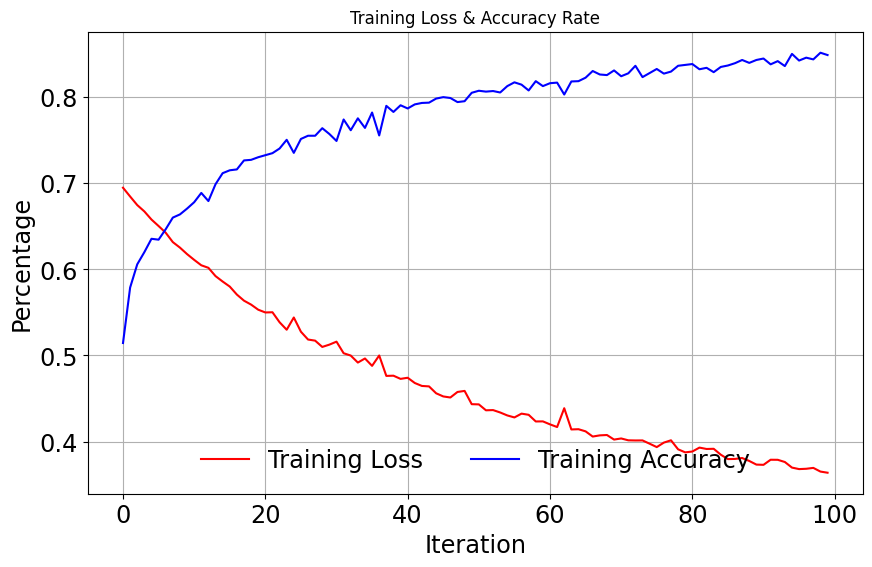 Training Loss & Accuracy Rate
Percentage
0.8
0.7
0.6
0.5
0.4
Training Loss
Training Accuracy
0
20
40
60
80
100
Iteration